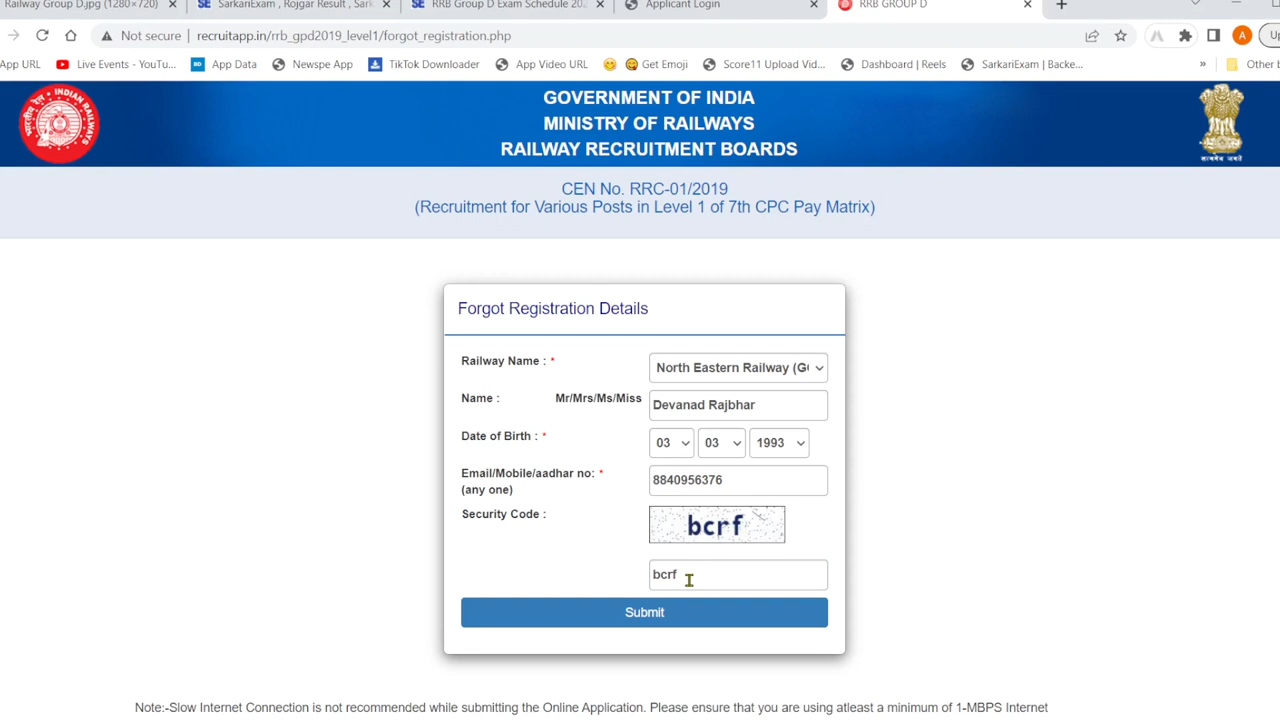 Railway Group D.jpg (1280×720)
SarkariExam , Rojgar Result , Sark
RRB Group D Exam Schedule 202
Applicant Login
RRB GROUP D
Not secure
recruitapp.in/rrb_gpd2019_level1/forgot_registration.php
A
Up
App URL
Live Events - YouTu...
App Data
Newspe App
TikTok Downloader
App Video URL
Get Emoji
Score11 Upload Vid...
Dashboard | Reels
SarkariExam | Backe...
»
Other b
INDIAN RAILWAYS
GOVERNMENT OF INDIA
MINISTRY OF RAILWAYS
RAILWAY RECRUITMENT BOARDS
CEN No. RRC-01/2019
(Recruitment for Various Posts in Level 1 of 7th CPC Pay Matrix)
Forgot Registration Details
Railway Name : * North Eastern Railway (G
Name : Mr/Mrs/Ms/Miss Devanad Rajbhar
Date of Birth : * 03 03 1993
Email/Mobile/aadhar no: * 8840956376
(any one)
Security Code : bcrf
bcrf
Submit
Note:-Slow Internet Connection is not recommended while submitting the Online Application. Please ensure that you are using atleast a minimum of 1-MBPS Internet